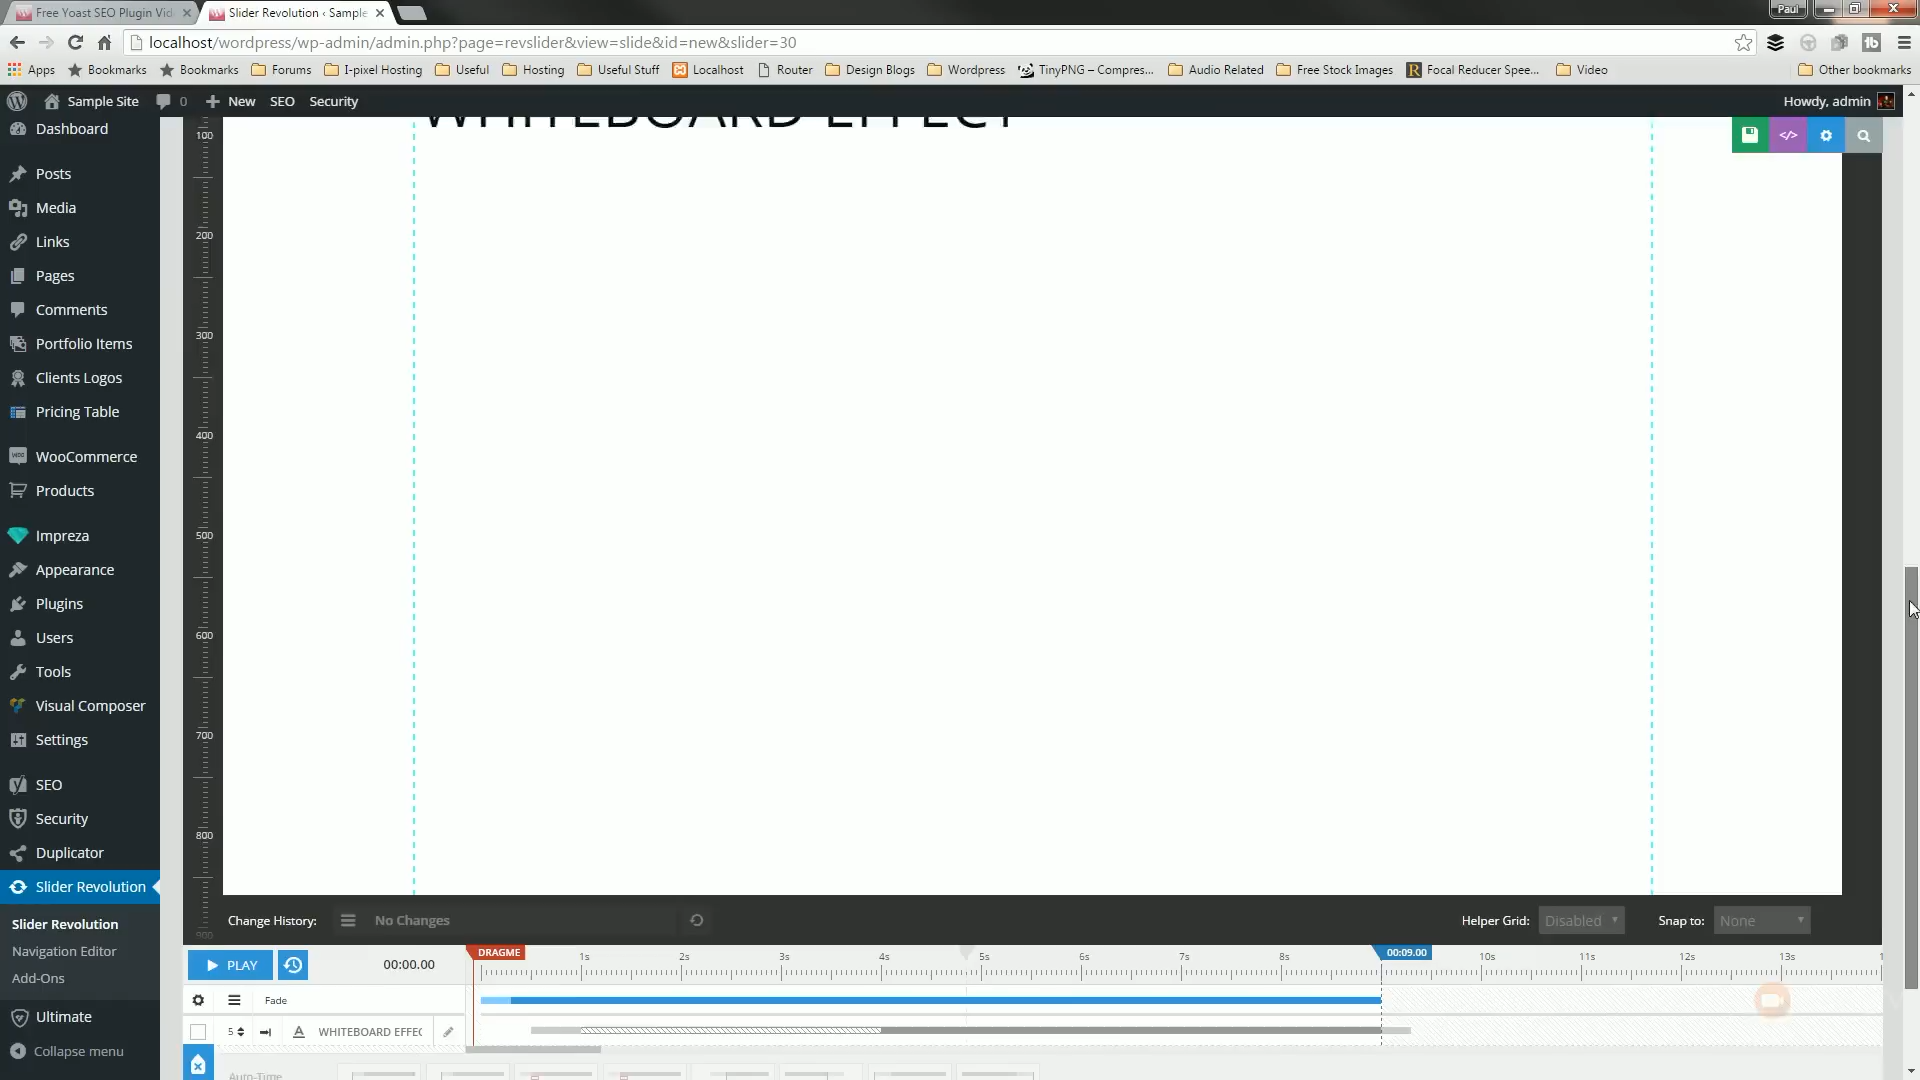 Free Yoast SEO Plugin Vid
Slider Revolution ‹ Sample
Paul
localhost/wordpress/wp-admin/admin.php?page=revslider&view=slide&id=new&slider=30
Apps
Bookmarks
Bookmarks
Forums
I-pixel Hosting
Useful
Hosting
Useful Stuff
Localhost
Router
Design Blogs
Wordpress
TinyPNG – Compres...
Audio Related
Free Stock Images
Focal Reducer Spee...
Video
Other bookmarks
Sample Site
0
New
SEO
Security
Howdy, admin
Dashboard
Posts
Media
Links
Pages
Comments
Portfolio Items
Clients Logos
Pricing Table
WooCommerce
Products
Impreza
Appearance
Plugins
Users
Tools
Visual Composer
Settings
SEO
Security
Duplicator
Slider Revolution
Slider Revolution
Navigation Editor
Add-Ons
Ultimate
Collapse menu
WHITEBOARD EFFECT
</>
100
200
300
400
500
600
700
800
900
Change History:
No Changes
Helper Grid:
Disabled
Snap to:
None
PLAY
00:00.00
DRAGME
1s
2s
3s
4s
5s
6s
7s
8s
00:09.00
10s
11s
12s
13s
Fade
5
A
WHITEBOARD EFFEC
Auto-Time